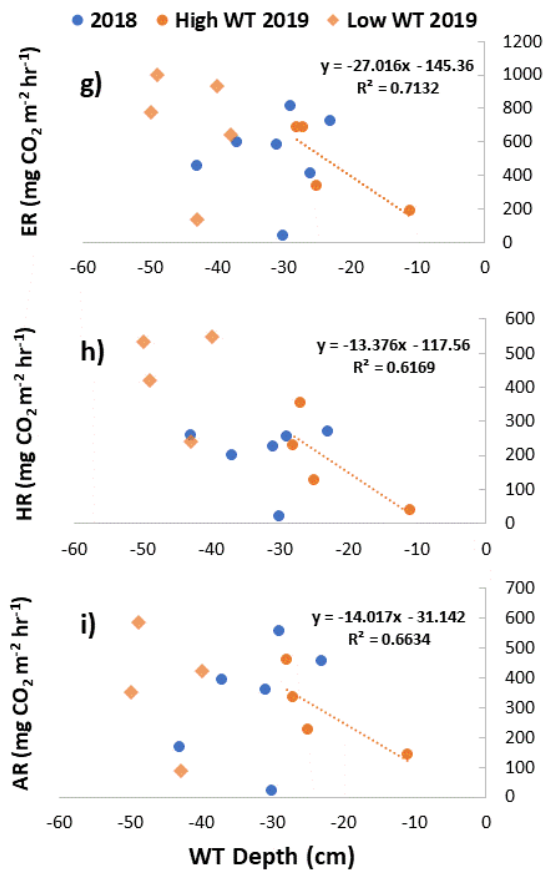 2018 High WT 2019 Low WT 2019
g)
y = -27.016x - 145.36
R² = 0.7132
ER (mg CO₂ m⁻² hr⁻¹)
1200
1000
800
600
400
200
0
-60 -50 -40 -30 -20 -10 0
h)
y = -13.376x - 117.56
R² = 0.6169
HR (mg CO₂ m⁻² hr⁻¹)
600
500
400
300
200
100
0
-60 -50 -40 -30 -20 -10 0
i)
y = -14.017x - 31.142
R² = 0.6634
AR (mg CO₂ m⁻² hr⁻¹)
700
600
500
400
300
200
100
0
-60 -50 -40 -30 -20 -10 0
WT Depth (cm)